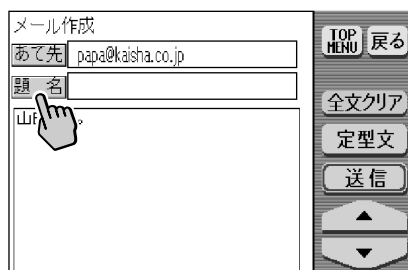 メール作成
あて先 papa@kaisha.co.jp
題 名
山
TOP MENU 戻る
全文クリア
定型文
送信